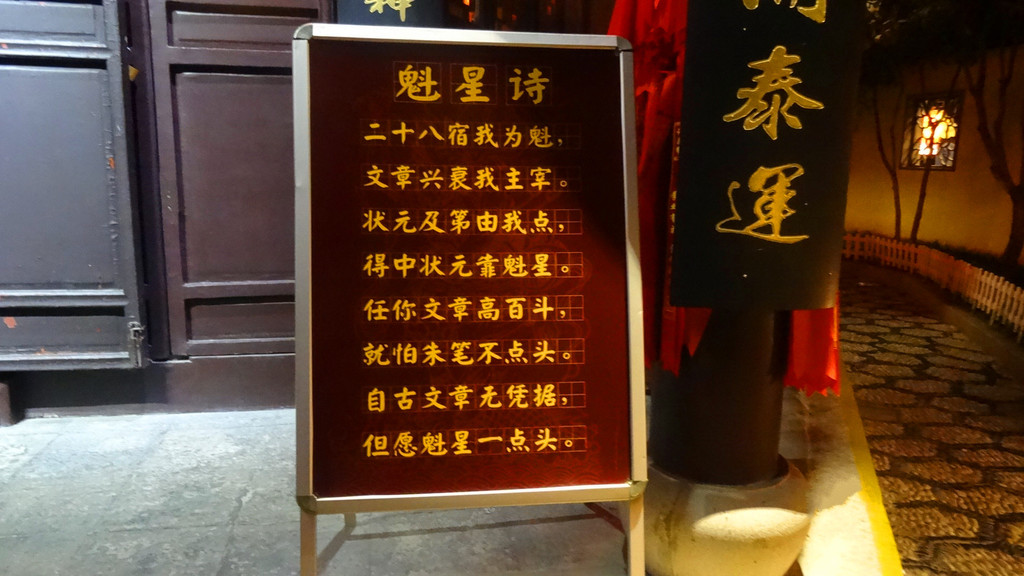 神
魁星诗
二十八宿我为魁，
文章兴衰我主宰。
状元及第由我点，
得中状元靠魁星。
任你文章高百斗，
就怕朱笔不点头。
自古文章无凭据，
但愿魁星一点头。
泰
運